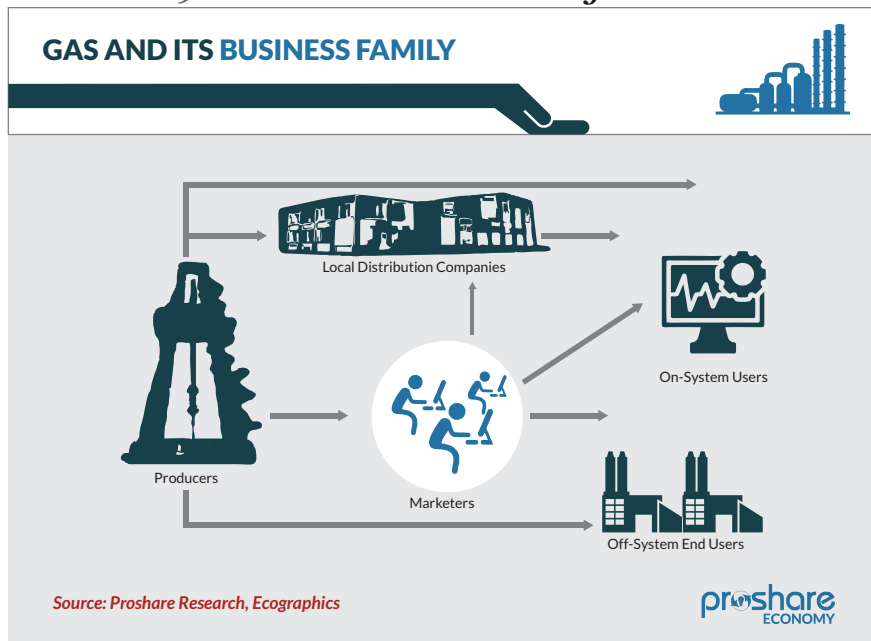 GAS AND ITS BUSINESS FAMILY
Local Distribution Companies
On-System Users
Producers
Marketers
Off-System End Users
Source: Proshare Research, Ecographics
proshare
ECONOMY